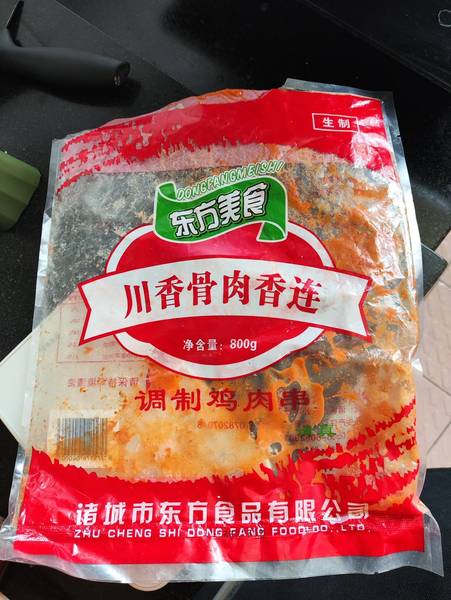 生制
DONGFANGMEISHI
东方美食
川香骨肉香连
净含量：800g
调制鸡肉串
诸城市东方食品有限公司
ZHU CHENG SHI DONG FANG FOOD CO.,LTD.